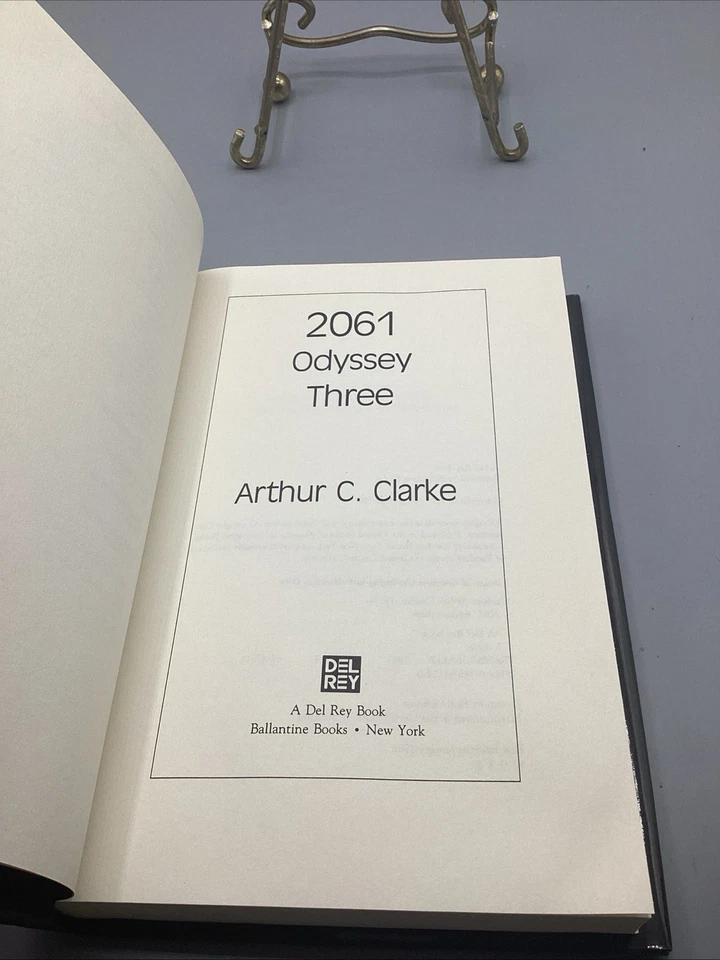 2061
Odyssey
Three
Arthur C. Clarke
DEL
REY
A Del Rey Book
Ballantine Books • New York